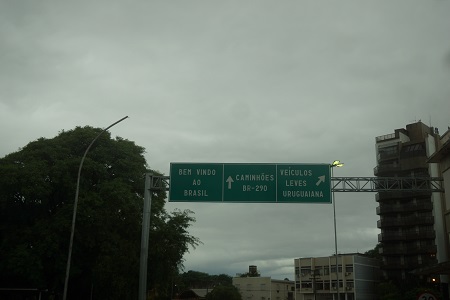 BEM VINDO
AO
BRASIL
CAMINHÕES
BR-290
VEÍCULOS
LEVES
URUGUAIANA